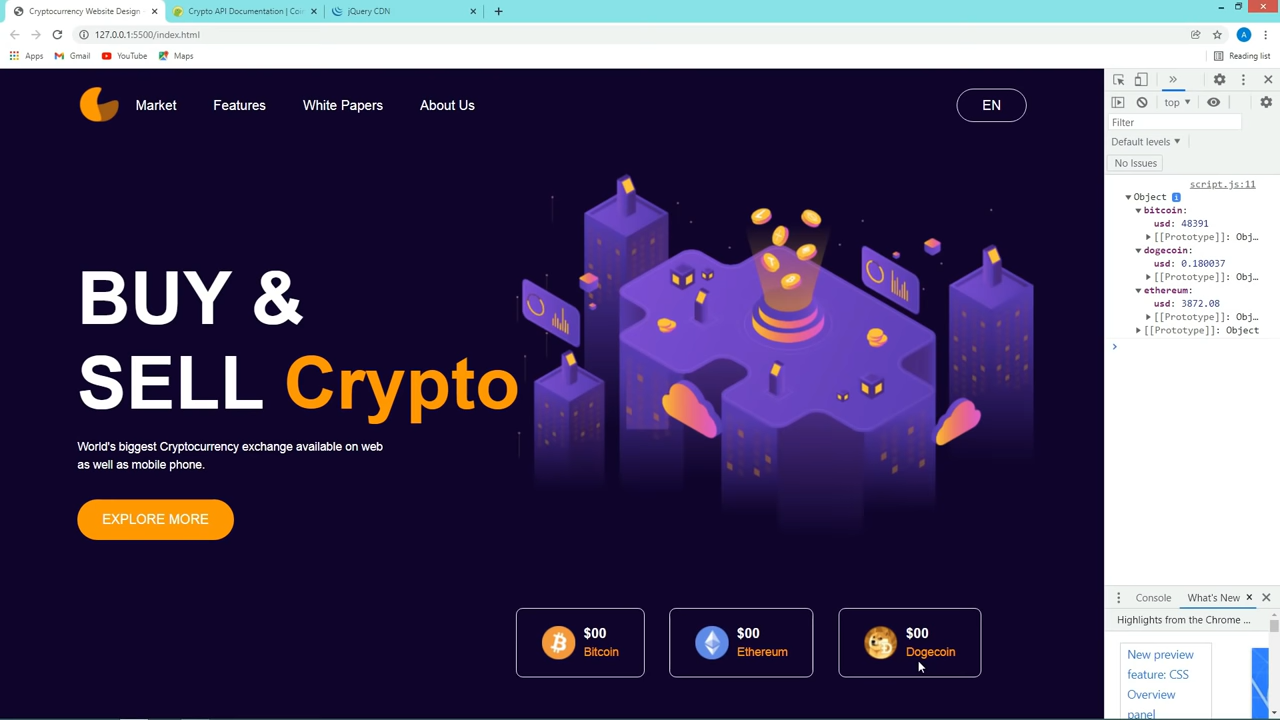 Cryptocurrency Website Design
Crypto API Documentation | Coin
jQuery CDN
127.0.0.1:5500/index.html
A
Apps
Gmail
YouTube
Maps
Reading list
Market
Features
White Papers
About Us
EN
BUY &
SELL Crypto
World's biggest Cryptocurrency exchange available on web
as well as mobile phone.
EXPLORE MORE
$00
Bitcoin
$00
Ethereum
$00
Dogecoin
top
Filter
Default levels
No Issues
script.js:11
Object i
bitcoin:
usd: 48391
[[Prototype]]: Obj…
dogecoin:
usd: 0.180037
[[Prototype]]: Obj…
ethereum:
usd: 3872.08
[[Prototype]]: Obj…
[[Prototype]]: Object
Console
What's New
Highlights from the Chrome ...
New preview
feature: CSS
Overview
panel